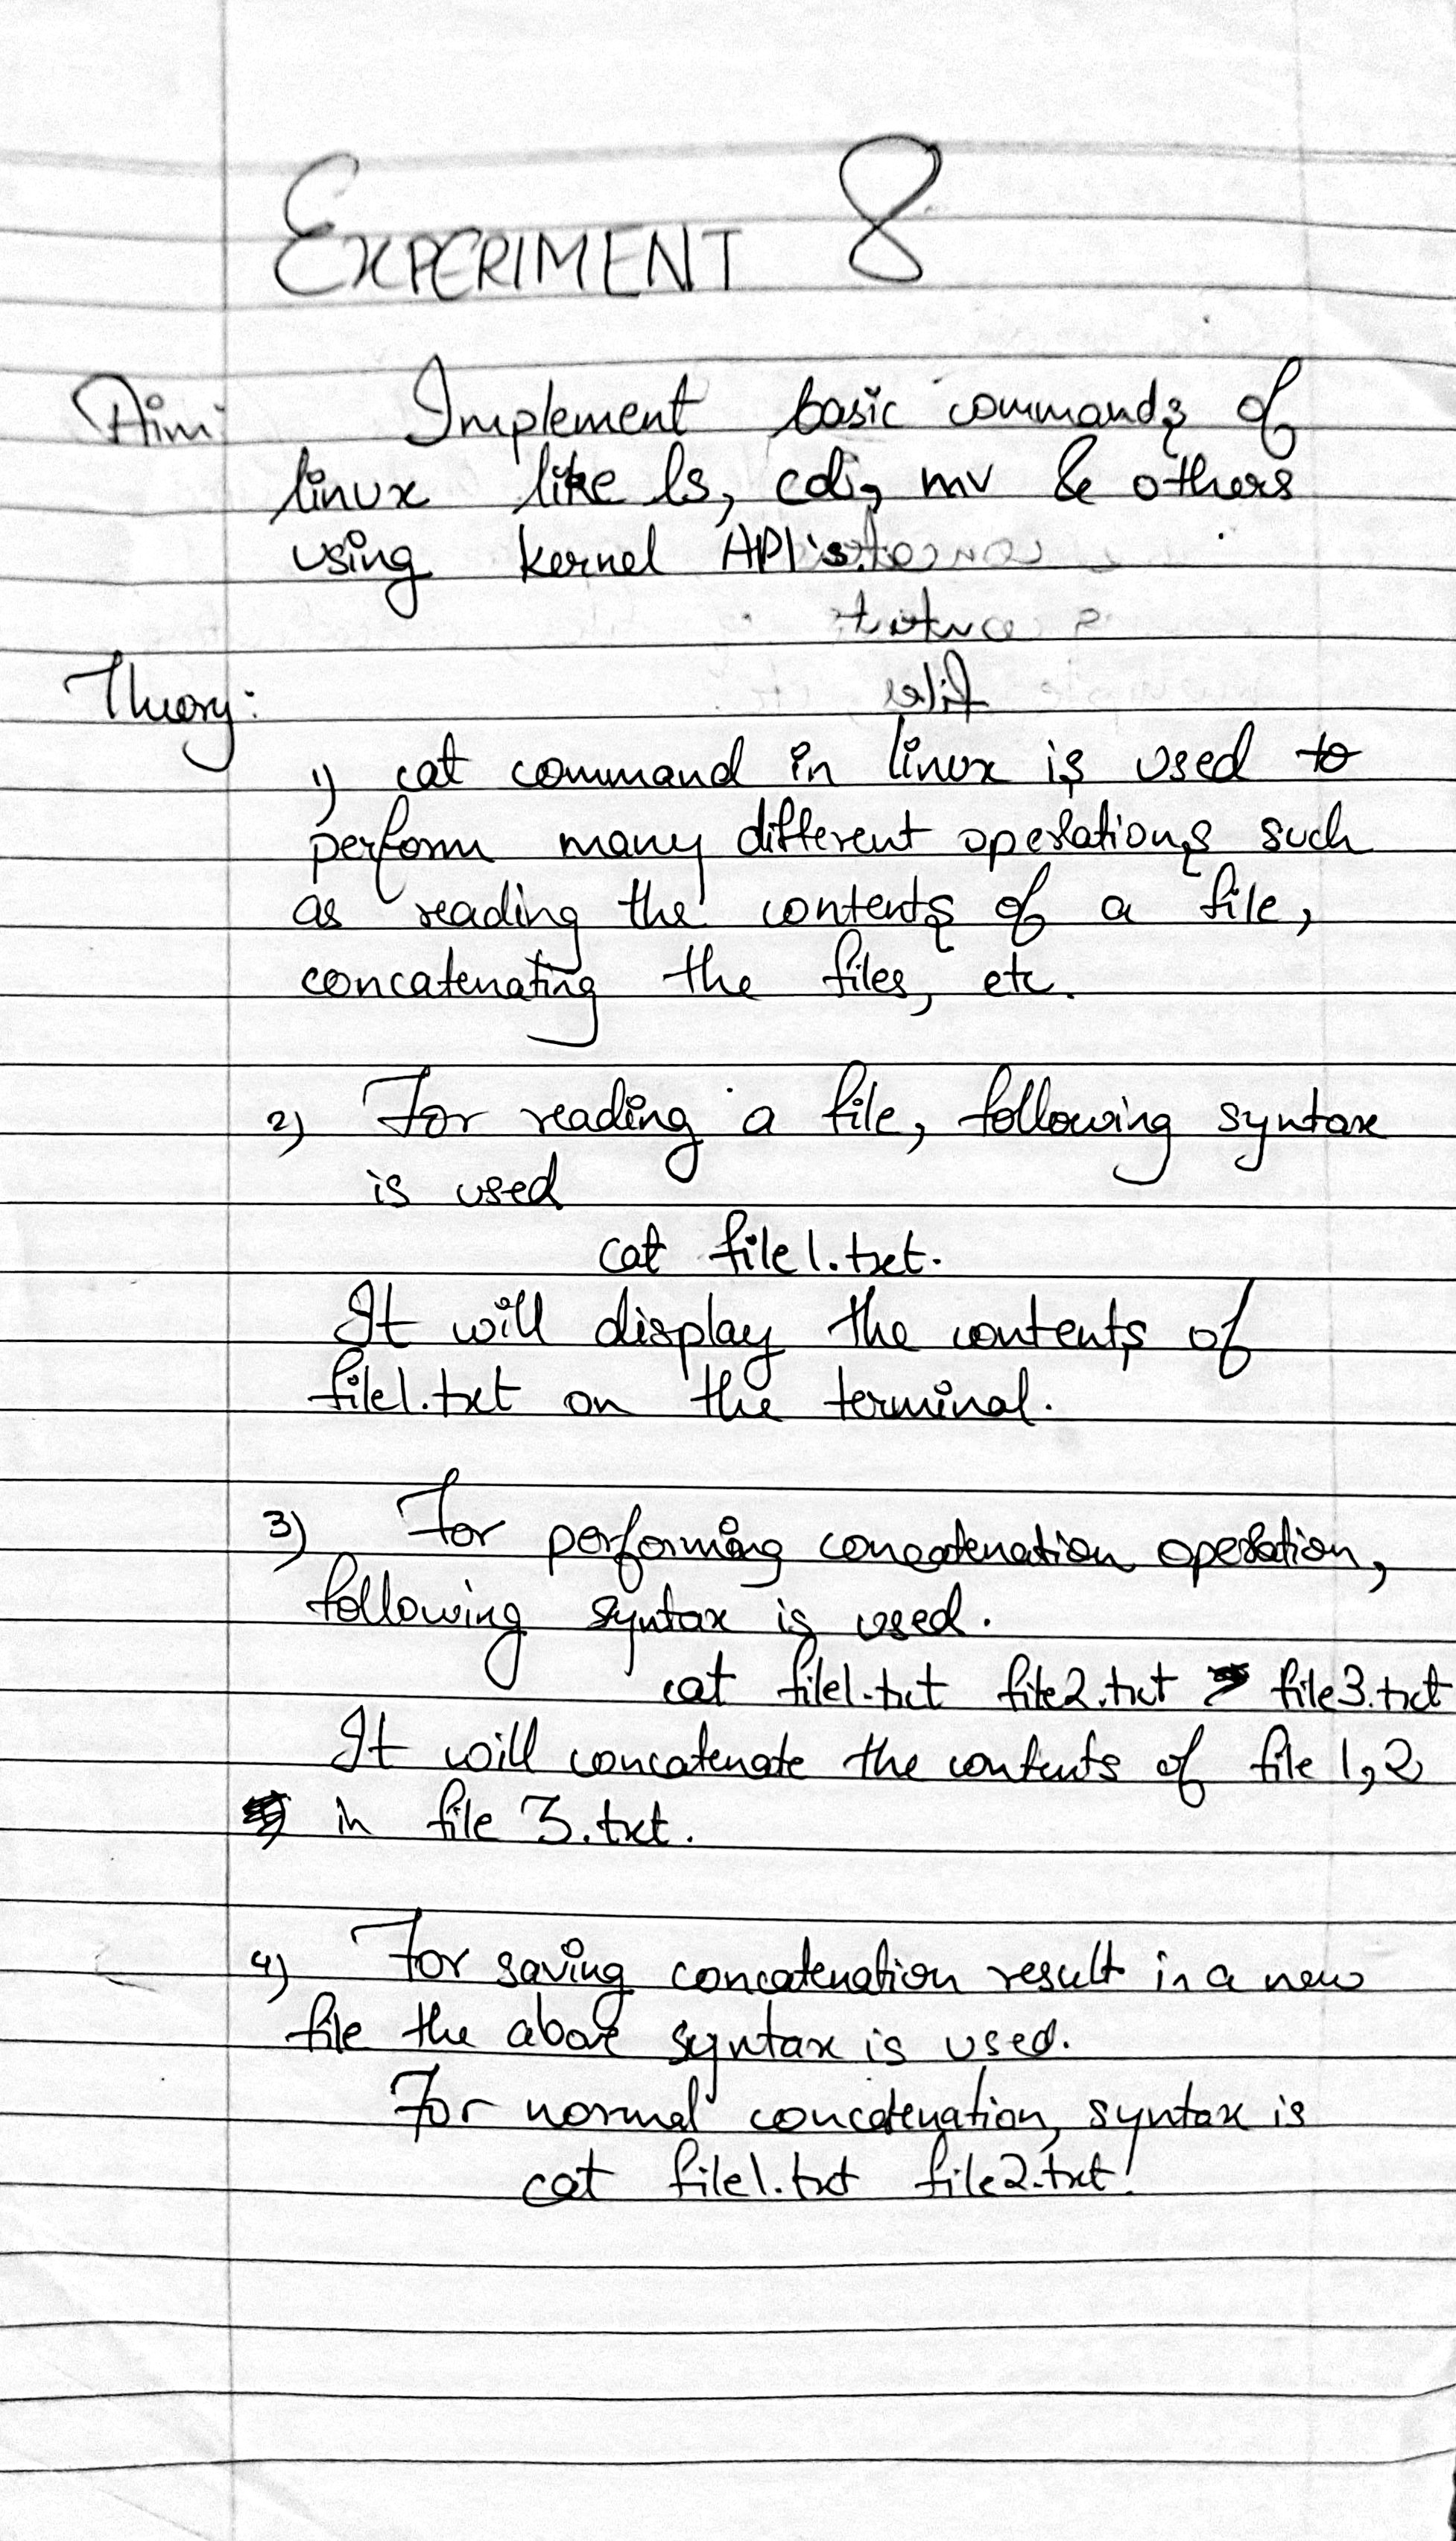 EXPERIMENT 8
Aim: Implement basic commands of
linux like ls, cd, mv & others
using kernel API's.
Theory:
1) cat command in linux is used to
perform many different operations such
as reading the contents of a file,
concatenating the files, etc.
2) For reading a file, following syntax
is used
cat file1.txt.
It will display the contents of
file1.txt on the terminal.
3) For performing concatenation operation,
following syntax is used.
cat file1.txt file2.txt > file3.txt
It will concatenate the contents of file 1,2
in file 3.txt.
4) For saving concatenation result in a new
file the above syntax is used.
For normal concatenation, syntax is
cat file1.txt file2.txt.